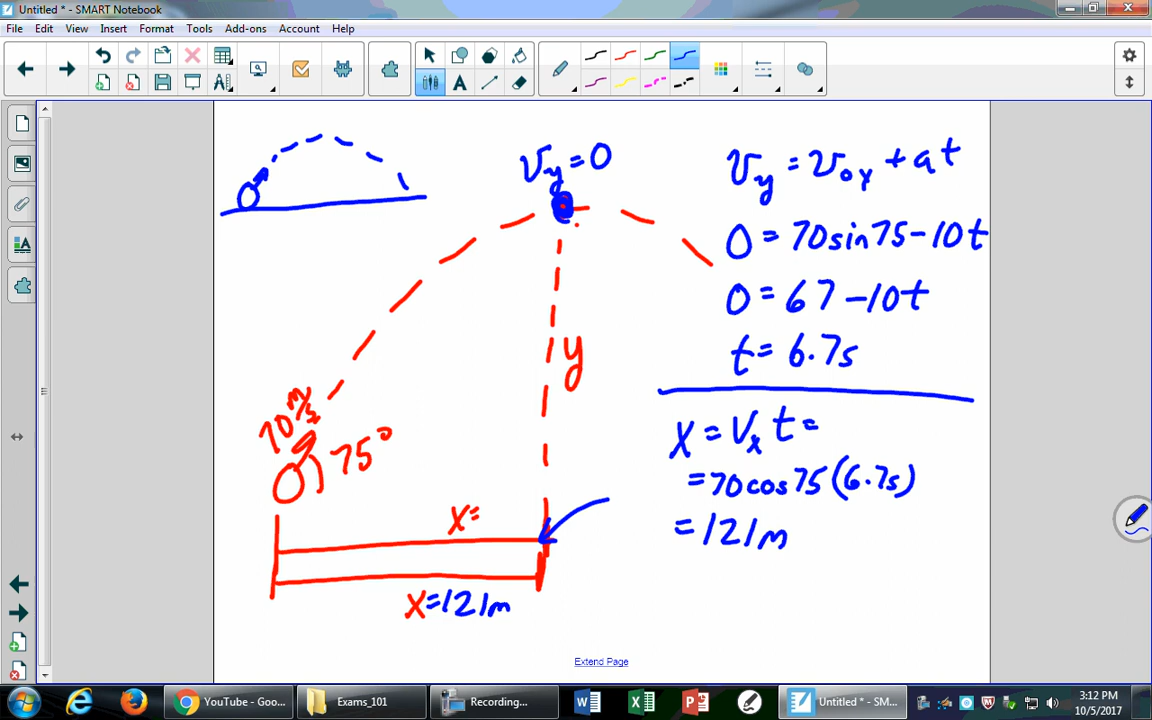 Untitled * - SMART Notebook
File Edit View Insert Format Tools Add-ons Account Help
Vy = 0
Vy = Vox + at
0 = 70sin75 - 10t
0 = 67 - 10t
t = 6.7s
y
70 m/s
75°
X = Vx t =
= 70cos75 (6.7s)
= 121m
X=
X=121m
Extend Page
YouTube - Goo...
Exams_101
Recording...
Untitled * - SM...
3:12 PM
10/5/2017